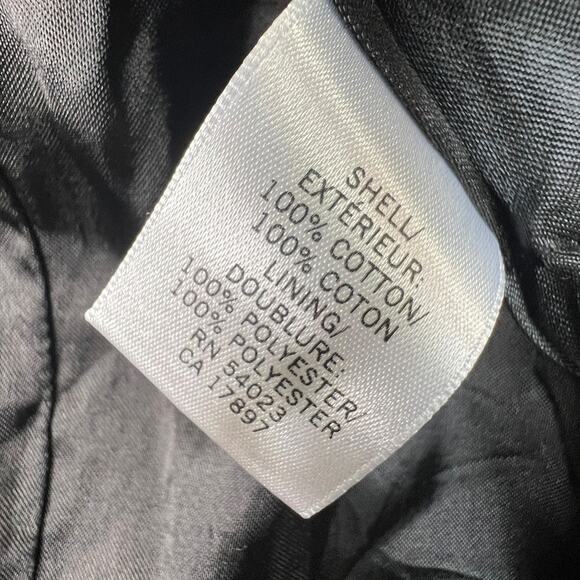 SHELL/
EXTÉRIEUR:
100% COTTON/
100% COTON
LINING/
DOUBLURE:
100% POLYESTER/
100% POLYESTER
RN 54023
CA 17897